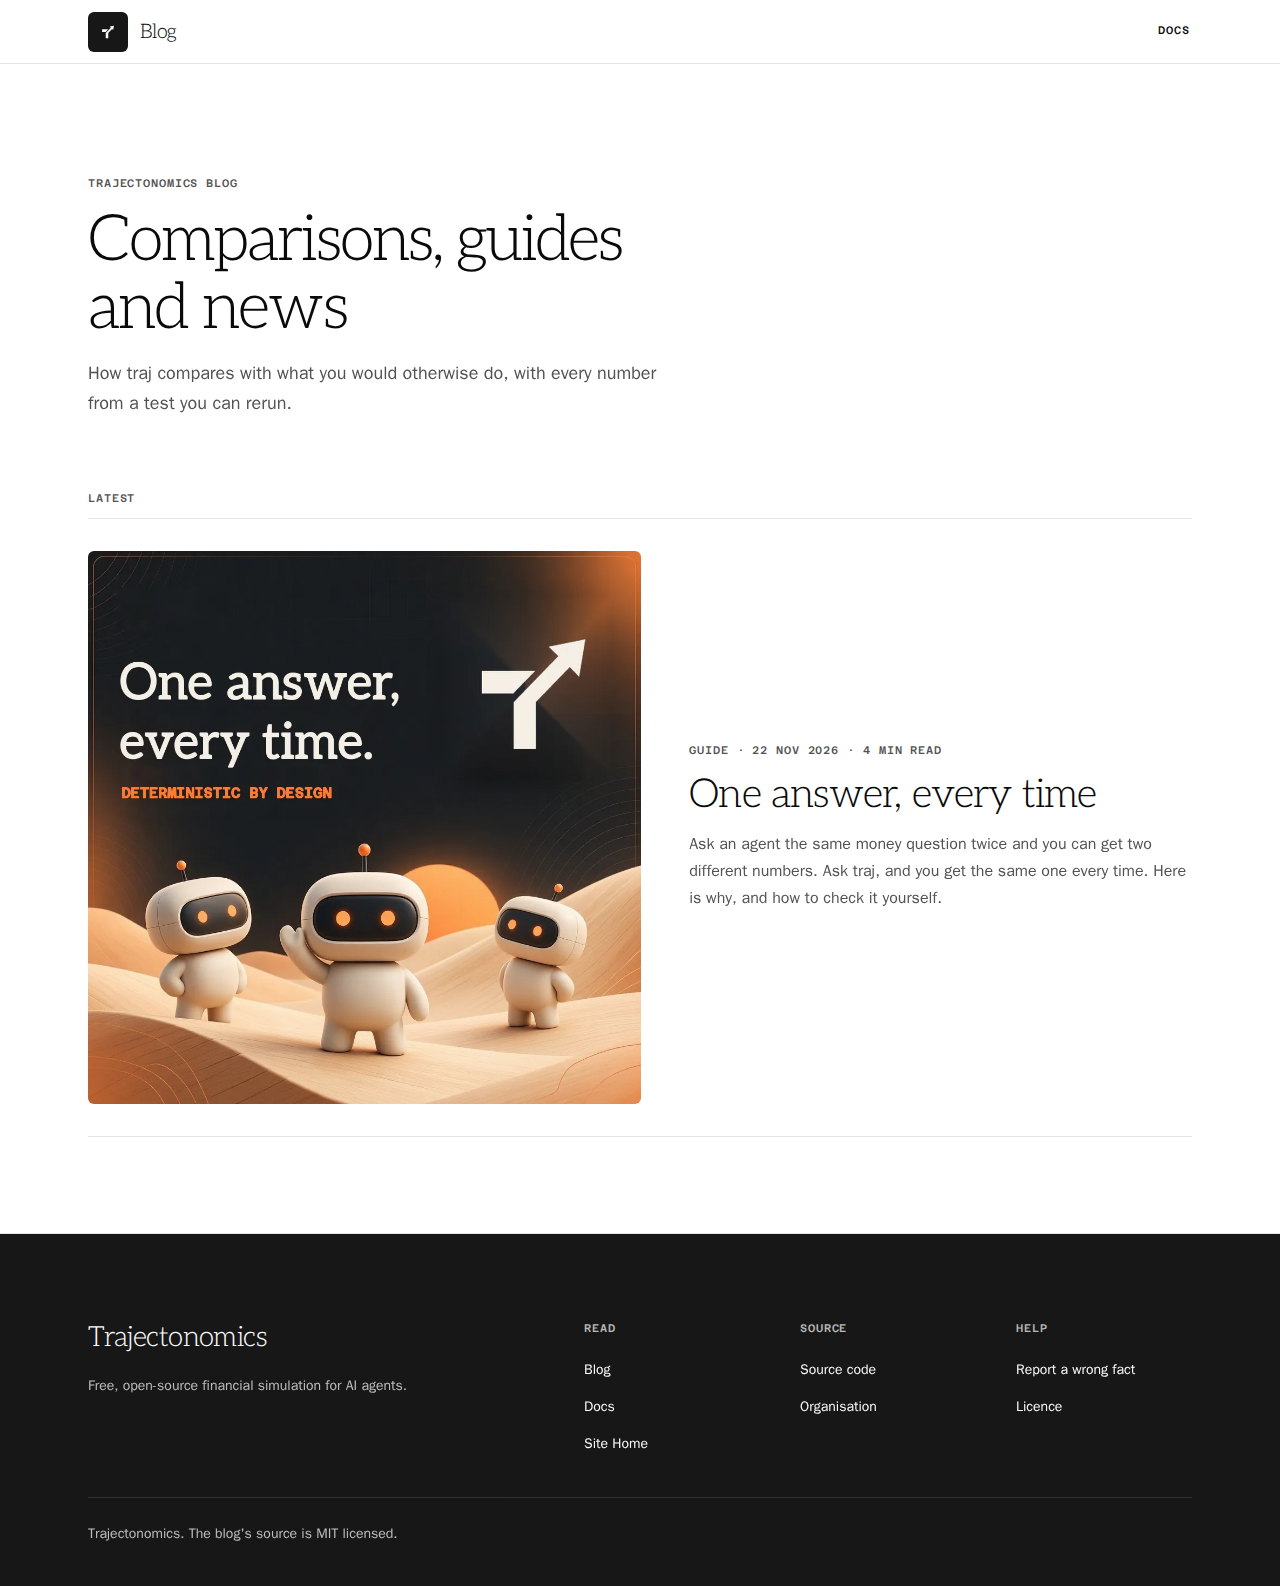 Blog
DOCS
TRAJECTONOMICS BLOG
Comparisons, guides
and news
How traj compares with what you would otherwise do, with every number
from a test you can rerun.
LATEST
One answer,
every time.
DETERMINISTIC BY DESIGN
GUIDE · 22 NOV 2026 · 4 MIN READ
One answer, every time
Ask an agent the same money question twice and you can get two
different numbers. Ask traj, and you get the same one every time. Here
is why, and how to check it yourself.
Trajectonomics
Free, open-source financial simulation for AI agents.
READ
Blog
Docs
Site Home
SOURCE
Source code
Organisation
HELP
Report a wrong fact
Licence
Trajectonomics. The blog's source is MIT licensed.